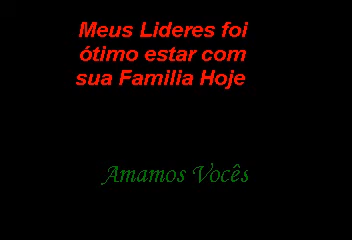 Meus Lideres foi
ótimo estar com
sua Familia Hoje
Amamos Vocês